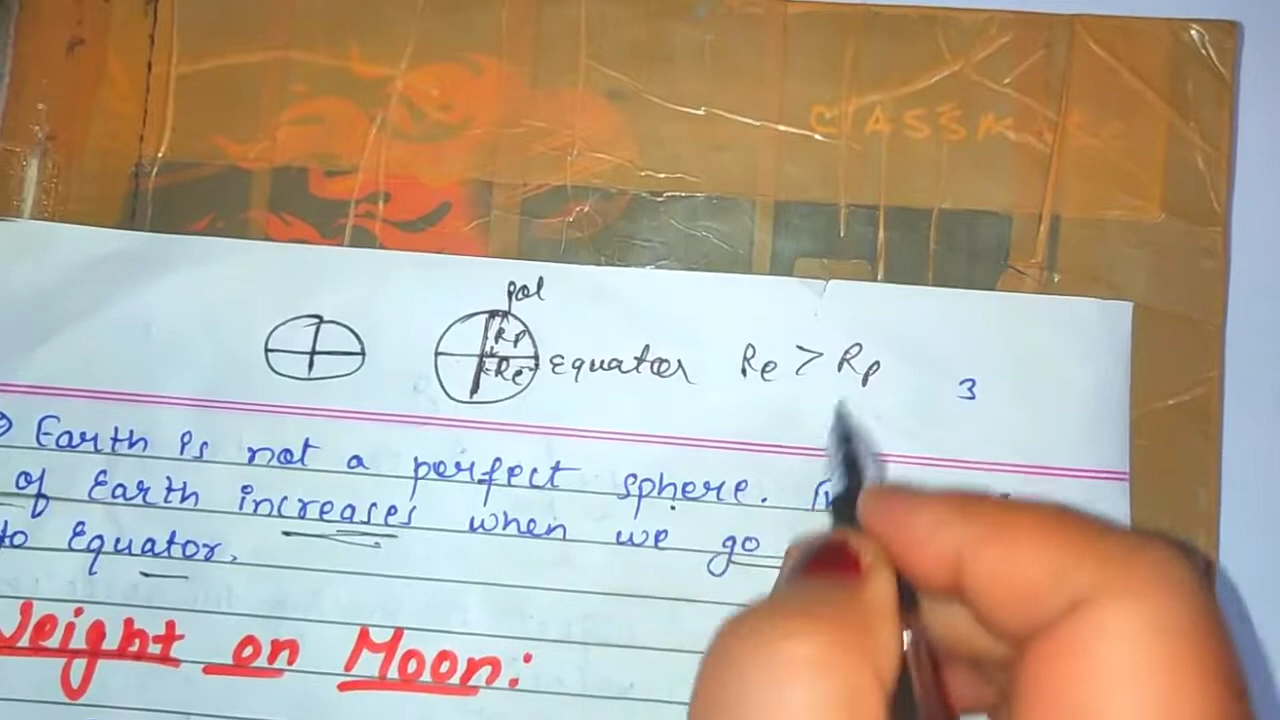 CLASSM
pol
Rp
Re
Equator Re > Rp
3
Earth is not a perfect sphere.
of Earth increases when we go
to Equator.
Weight on Moon: